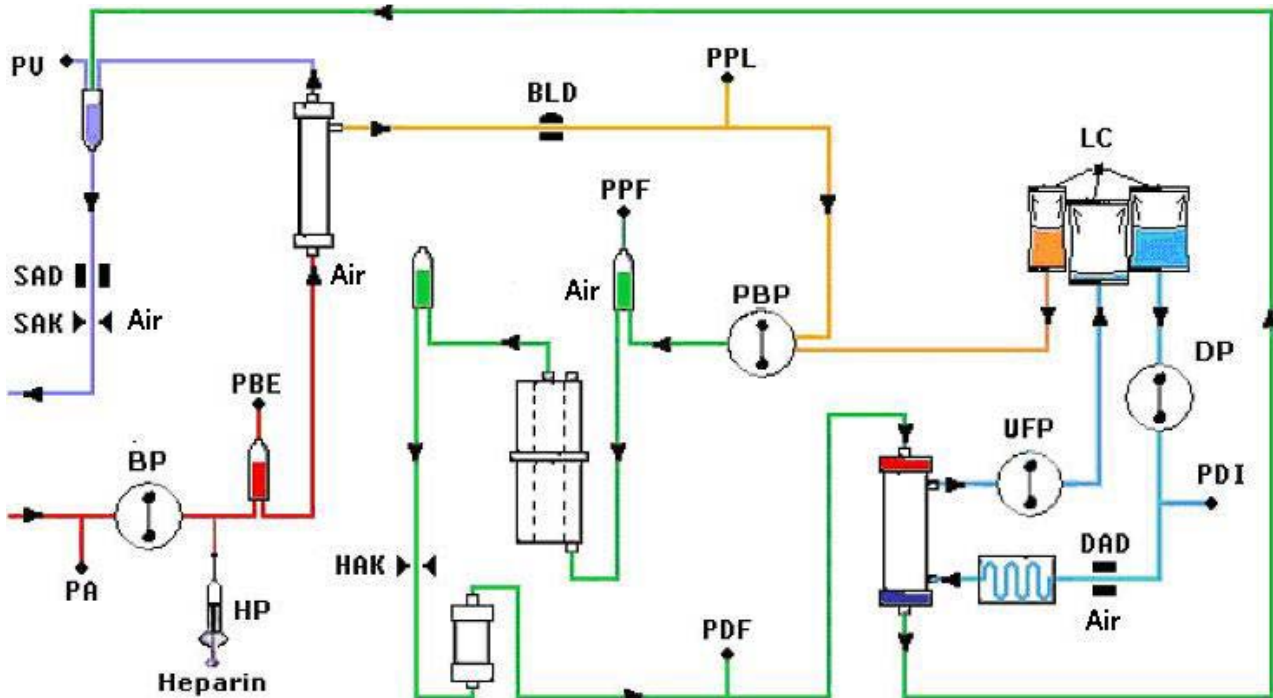 PV
PPL
BLD
LC
PPF
SAD
Air
Air
PBP
SAK
Air
DP
PBE
UFP
BP
PDI
DAD
HAK
PA
HP
PDF
Air
Heparin